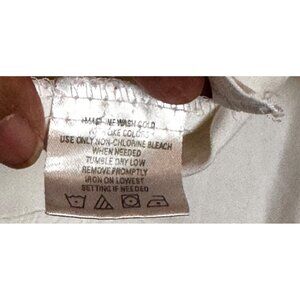 WASH COLD
LIKE COLORS
USE ONLY NON-CHLORINE BLEACH
WHEN NEEDED
TUMBLE DRY LOW
REMOVE PROMPTLY
IRON ON LOWEST
SETTING IF NEEDED